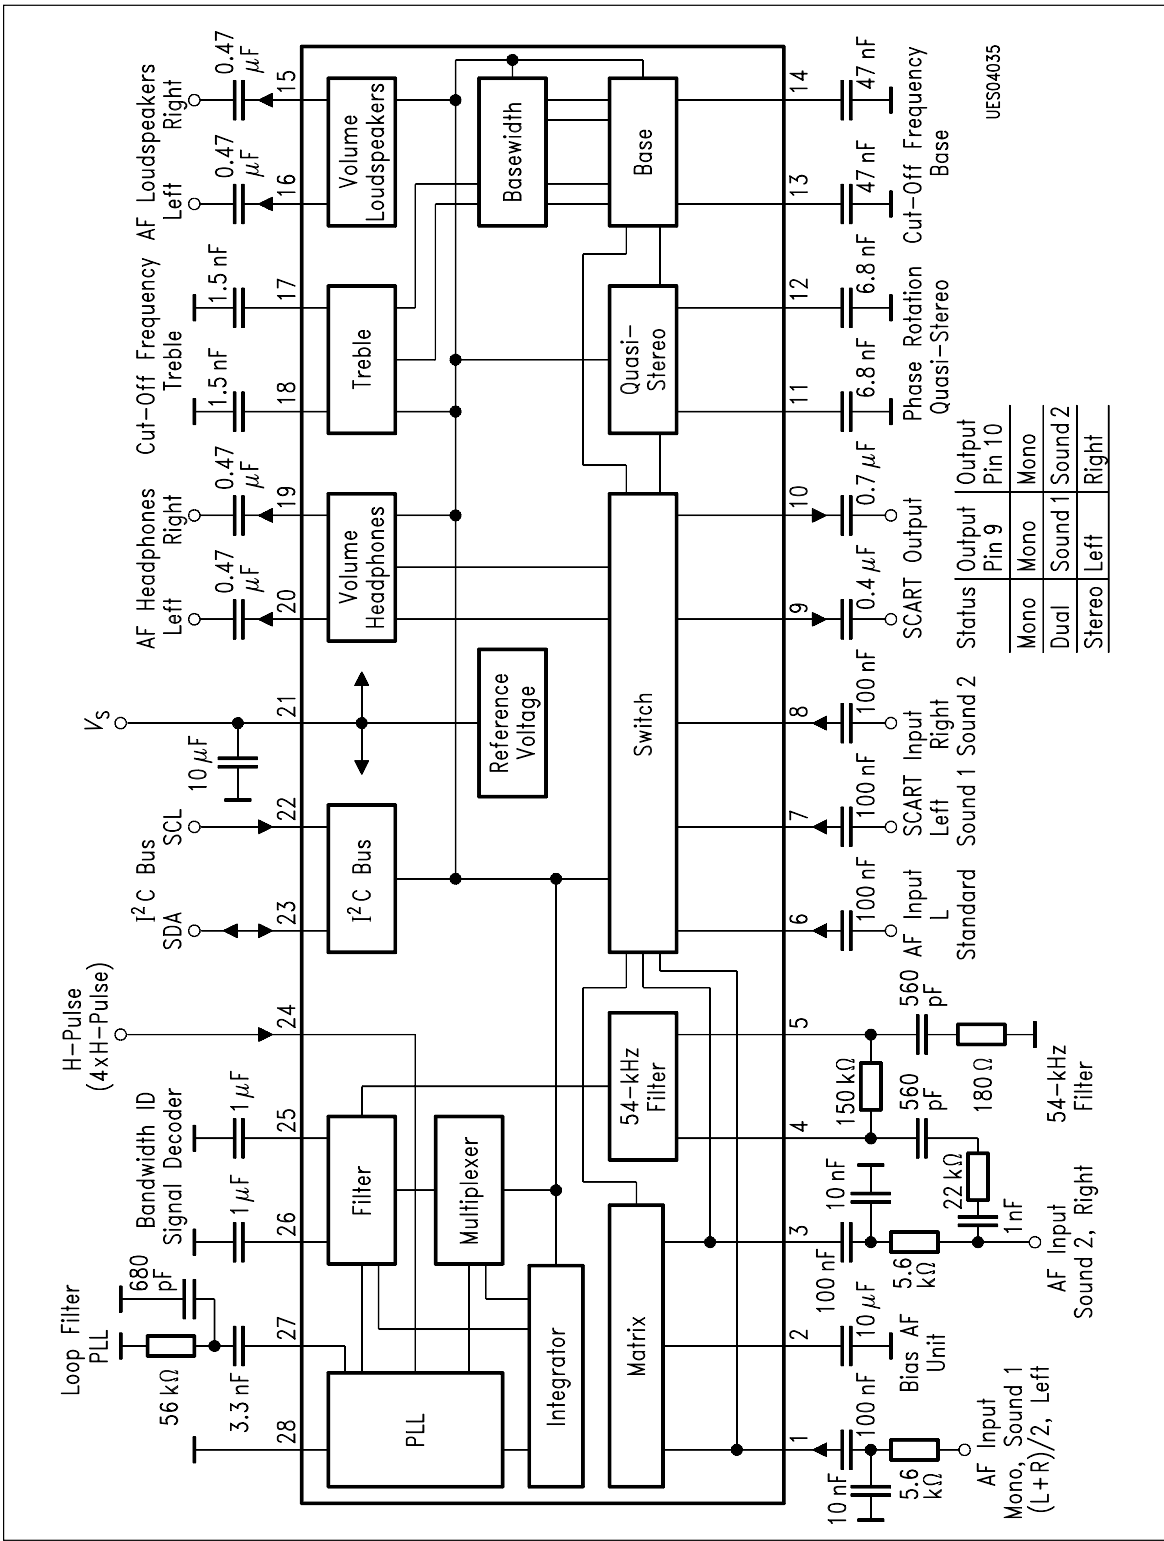 Loop Filter
PLL
680
pF
56 kΩ
3.3 nF
Bandwidth ID
Signal Decoder
1 µF
1 µF
H-Pulse
(4xH-Pulse)
I²C Bus
SDA
SCL
10 µF
VS
AF Headphones
Left
Right
0.47
µF
0.47
µF
Cut-Off Frequency
Treble
1.5 nF
1.5 nF
AF Loudspeakers
Left
Right
0.47
µF
0.47
µF
28
27
26
25
24
23
22
21
20
19
18
17
16
15
PLL
Filter
Multiplexer
Integrator
Matrix
54-kHz
Filter
I²C Bus
Reference
Voltage
Switch
Volume
Headphones
Treble
Quasi-
Stereo
Volume
Loudspeakers
Basewidth
Base
1
2
3
4
5
6
7
8
9
10
11
12
13
14
10 nF
100 nF
5.6
kΩ
AF Input
Mono, Sound 1
(L+R)/2, Left
10 µF
Bias AF
Unit
100 nF
10 nF
5.6
kΩ
1 nF
22 kΩ
AF Input
Sound 2, Right
150 kΩ
560
pF
560
pF
180 Ω
54-kHz
Filter
100 nF
AF Input
L
Standard
100 nF
100 nF
SCART Input
Left Right
Sound 1 Sound 2
0.4 µF
0.7 µF
SCART Output
6.8 nF
6.8 nF
Phase Rotation
Quasi-Stereo
47 nF
47 nF
Cut-Off Frequency
Base
Status Output Output
Pin 9 Pin 10
Mono Mono Mono
Dual Sound 1 Sound 2
Stereo Left Right
UES04035